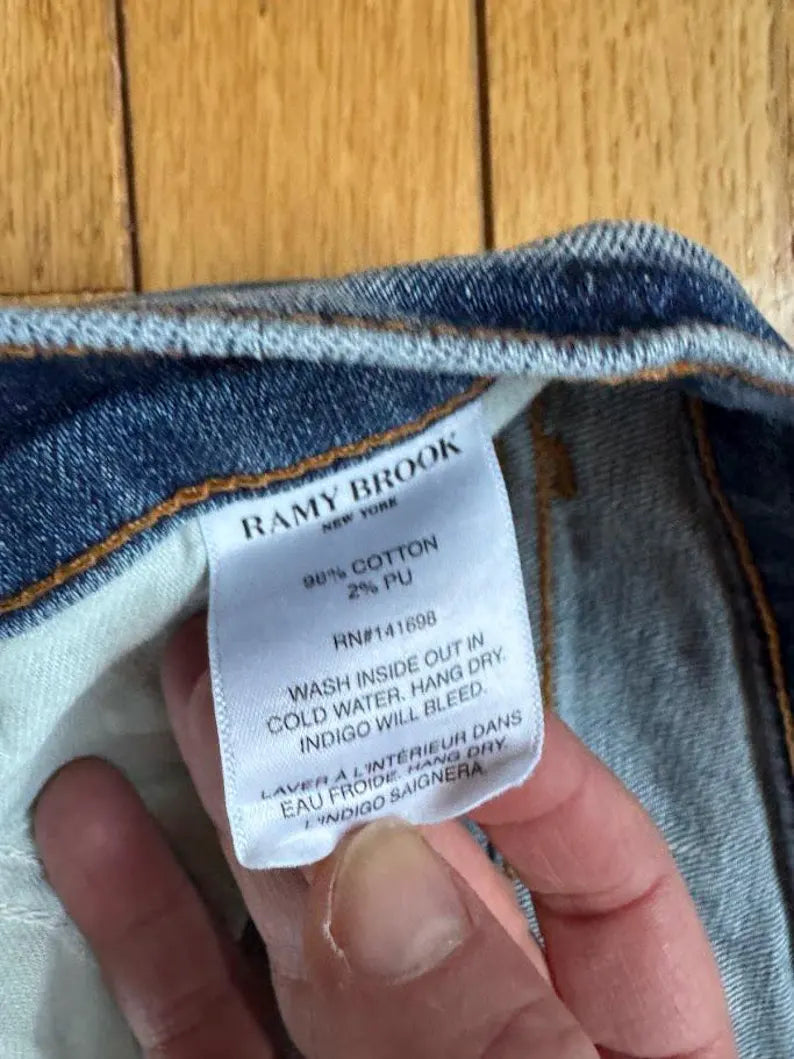 RAMY BROOK
NEW YORK
98% COTTON
2% PU
RN#141698
WASH INSIDE OUT IN
COLD WATER. HANG DRY.
INDIGO WILL BLEED.
LAVER A L'INTÉRIEUR DANS
EAU FROIDE. HANG DRY.
L'INDIGO SAIGNERA.